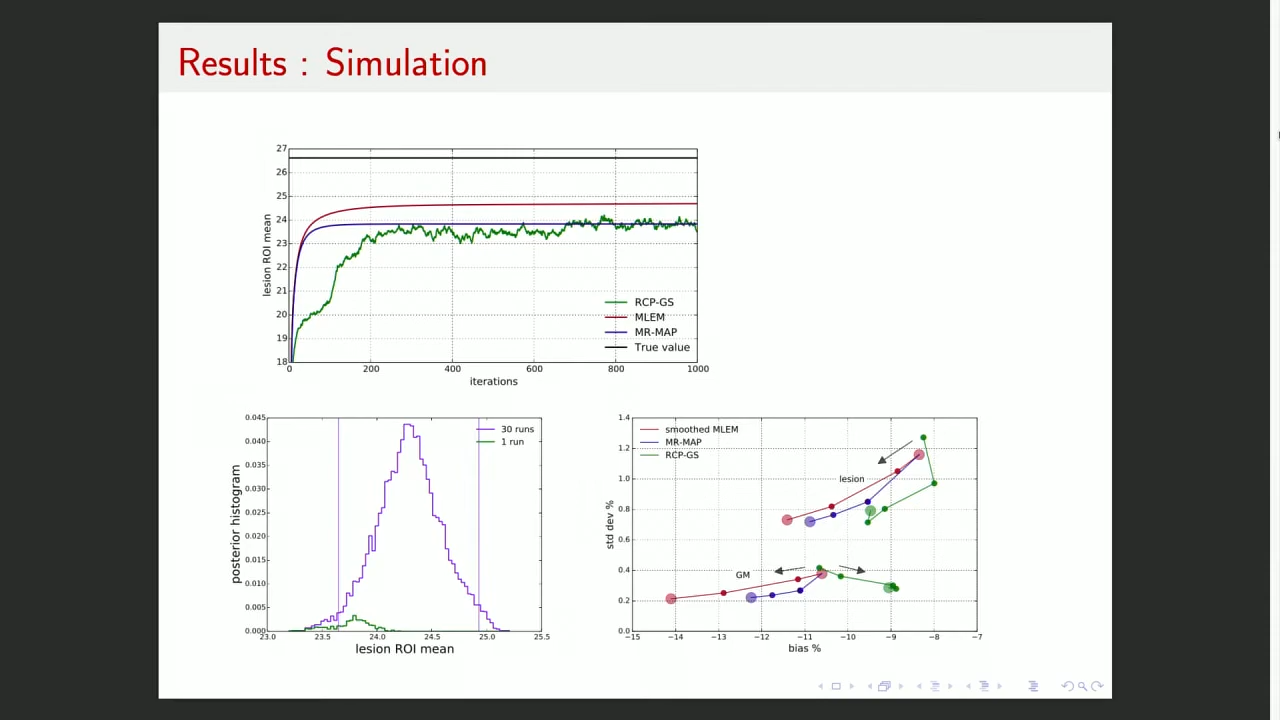 Results : Simulation
27
26
25
24
23
22
21
20
19
18
lesion ROI mean
RCP-GS
MLEM
MR-MAP
True value
0 200 400 600 800 1000
iterations
0.045
0.040
0.035
0.030
0.025
0.020
0.015
0.010
0.005
0.000
posterior histogram
30 runs
1 run
23.0 23.5 24.0 24.5 25.0 25.5
lesion ROI mean
1.4
1.2
1.0
0.8
0.6
0.4
0.2
0.0
std dev %
smoothed MLEM
MR-MAP
RCP-GS
lesion
GM
−15 −14 −13 −12 −11 −10 −9 −8 −7
bias %